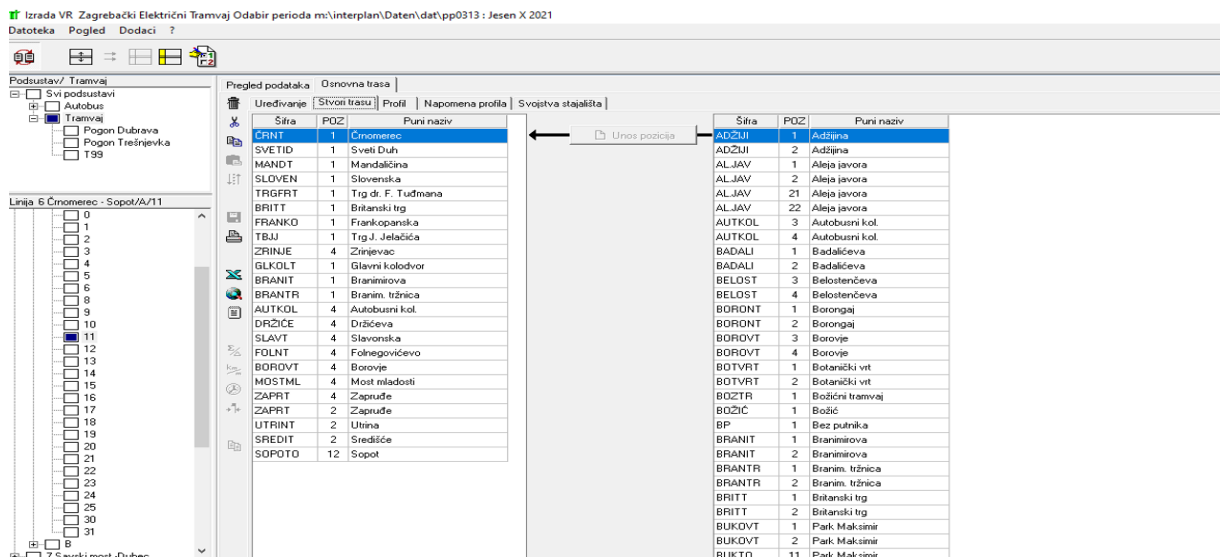 Izrada VR Zagrebački Električni Tramvaj Odabir perioda m:\interplan\Daten\dat\pp0313 : Jesen X 2021
Datoteka Pogled Dodaci ?
Podsustav/ Tramvaj
Svi podsustavi
Autobus
Tramvaj
Pogon Dubrava
Pogon Trešnjevka
T99
Linija 6 Črnomerec - Sopot/A/11
0
1
2
3
4
5
6
8
9
10
11
12
13
14
15
16
17
18
19
20
21
22
23
24
25
30
31
B
7 Savski most -Dubec
Pregled podataka Osnovna trasa
Uređivanje Stvori trasu Profil Napomena profila Svojstva stajališta
Šifra POZ Puni naziv
ČRNT 1 Črnomerec
SVETID 1 Sveti Duh
MANDT 1 Mandaličina
SLOVEN 1 Slovenska
TRGFRT 1 Trg dr. F. Tuđmana
BRITT 1 Britanski trg
FRANKO 1 Frankopanska
TBJJ 1 Trg J. Jelačića
ZRINJE 4 Zrinjevac
GLKOLT 1 Glavni kolodvor
BRANIT 1 Branimirova
BRANTR 1 Branim. tržnica
AUTKOL 4 Autobusni kol.
DRŽIĆE 4 Držićeva
SLAVT 4 Slavonska
FOLNT 4 Folnegovićevo
BOROVT 4 Borovje
MOSTML 4 Most mladosti
ZAPRT 4 Zapruđe
ZAPRT 2 Zapruđe
UTRINT 2 Utrina
SREDIT 2 Središće
SOPOTO 12 Sopot
Unos pozicija
Šifra POZ Puni naziv
ADŽIJI 1 Adžijina
ADŽIJI 2 Adžijina
AL.JAV 1 Aleja javora
AL.JAV 2 Aleja javora
AL.JAV 21 Aleja javora
AL.JAV 22 Aleja javora
AUTKOL 3 Autobusni kol.
AUTKOL 4 Autobusni kol.
BADALI 1 Badalićeva
BADALI 2 Badalićeva
BELOST 3 Belostenčeva
BELOST 4 Belostenčeva
BORONT 1 Borongaj
BORONT 2 Borongaj
BOROVT 3 Borovje
BOROVT 4 Borovje
BOTVRT 1 Botanički vrt
BOTVRT 2 Botanički vrt
BOZTR 1 Božićni tramvaj
BOŽIĆ 1 Božić
BP 1 Bez putnika
BRANIT 1 Branimirova
BRANIT 2 Branimirova
BRANTR 1 Branim. tržnica
BRANTR 2 Branim. tržnica
BRITT 1 Britanski trg
BRITT 2 Britanski trg
BUKOVT 1 Park Maksimir
BUKOVT 2 Park Maksimir
BUKTO 11 Park Maksimir